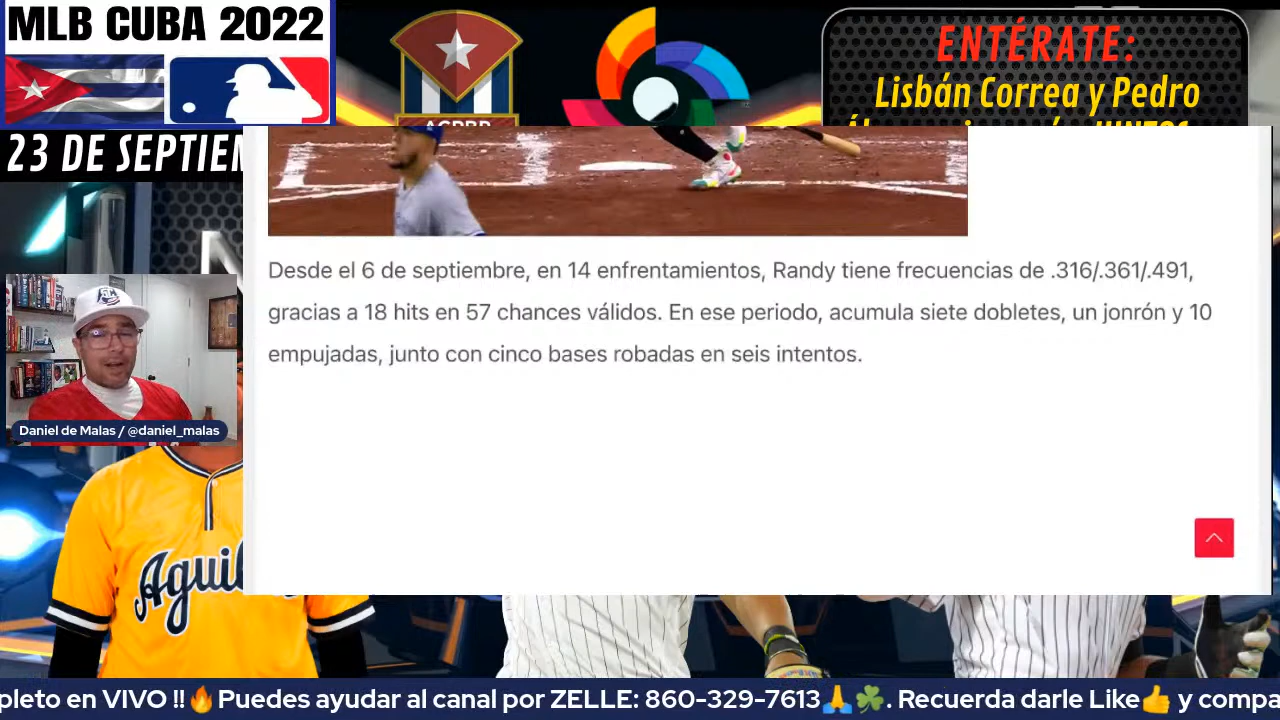 MLB CUBA 2022
ENTÉRATE:
Lisbán Correa y Pedro
23 DE SEPTIEM
Desde el 6 de septiembre, en 14 enfrentamientos, Randy tiene frecuencias de .316/.361/.491,
gracias a 18 hits en 57 chances válidos. En ese periodo, acumula siete dobletes, un jonrón y 10
empujadas, junto con cinco bases robadas en seis intentos.
Daniel de Malas / @daniel_malas
Agui
pleto en VIVO !!🔥Puedes ayudar al canal por ZELLE: 860-329-7613🙏☘️. Recuerda darle Like👍 y compa